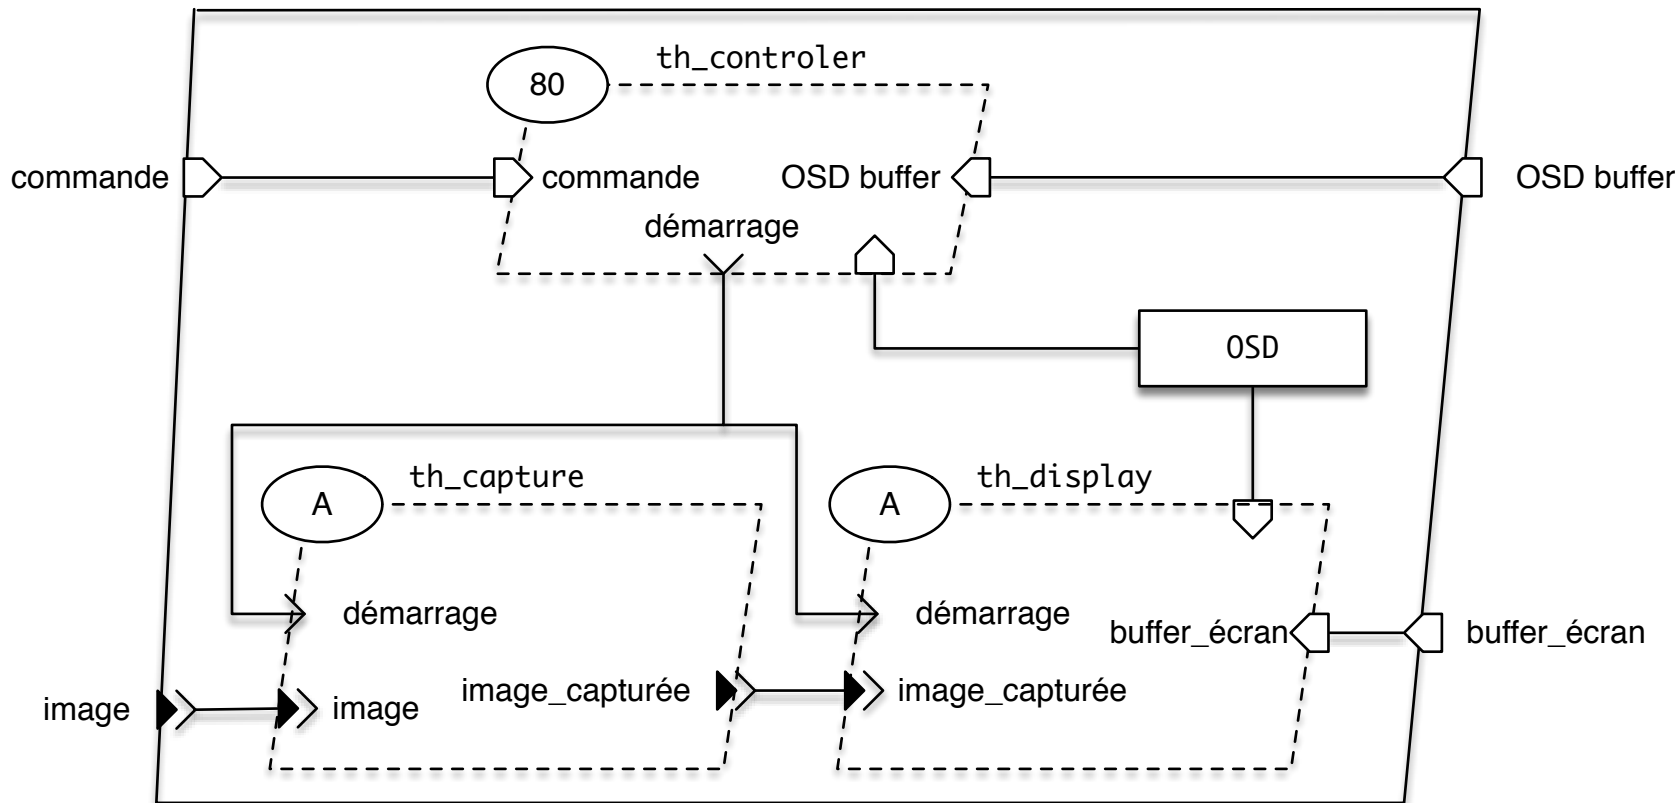 th_controler
80
commande
commande
OSD buffer
OSD buffer
démarrage
OSD
th_capture
th_display
A
A
démarrage
démarrage
buffer_écran
buffer_écran
image_capturée
image_capturée
image
image